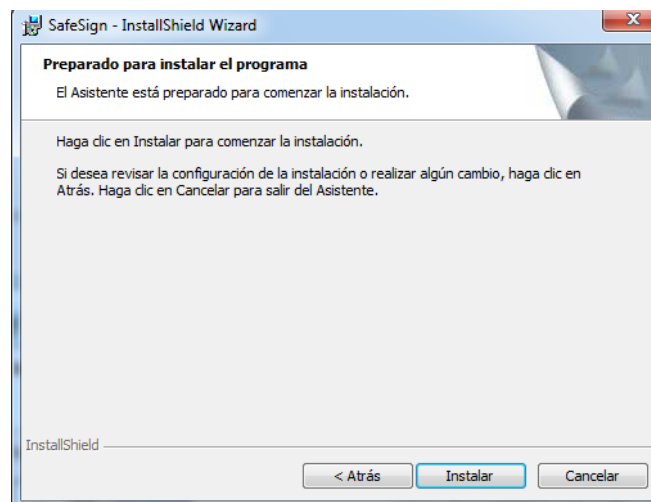 SafeSign - InstallShield Wizard
Preparado para instalar el programa
El Asistente está preparado para comenzar la instalación.
Haga clic en Instalar para comenzar la instalación.
Si desea revisar la configuración de la instalación o realizar algún cambio, haga clic en
Atrás. Haga clic en Cancelar para salir del Asistente.
InstallShield
< Atrás
Instalar
Cancelar